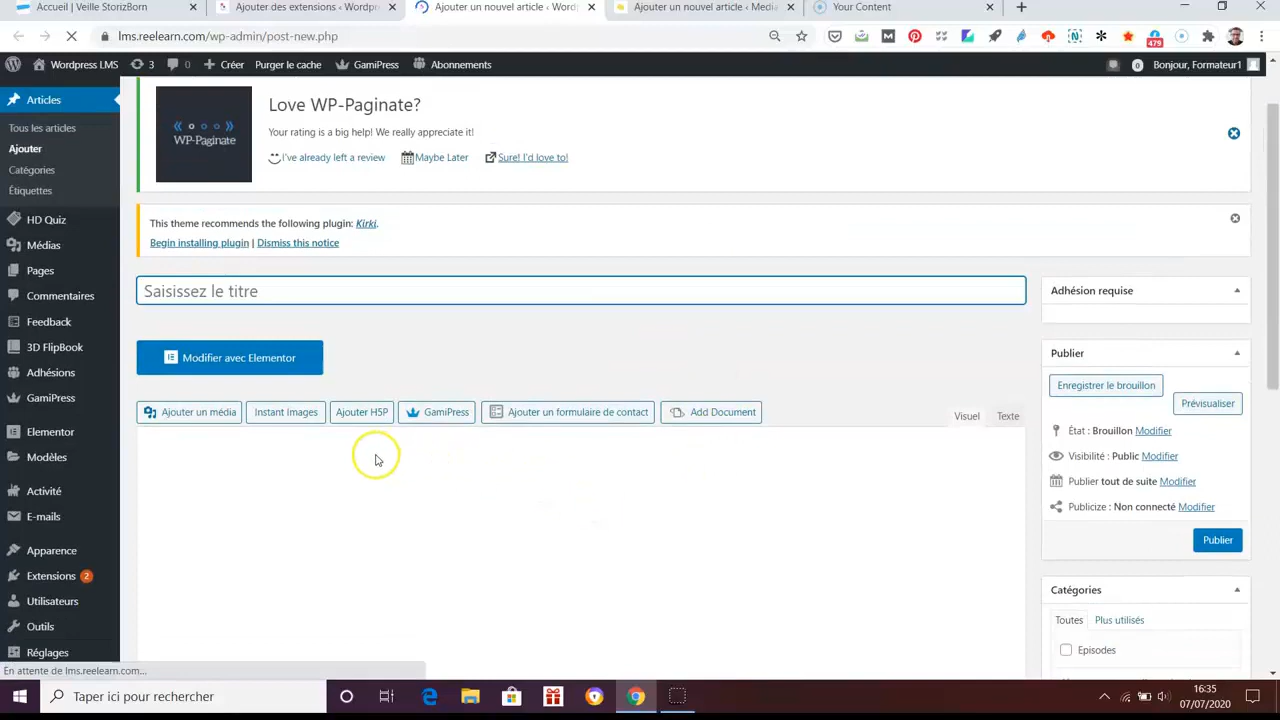 Accueil | Veille StorizBorn
Ajouter des extensions ‹ Wordpr
Ajouter un nouvel article ‹ Word
Ajouter un nouvel article ‹ Media
Your Content
lms.reelearn.com/wp-admin/post-new.php
479
Wordpress LMS
3
0
Créer
Purger le cache
GamiPress
Abonnements
0
Bonjour, Formateur1
Articles
Tous les articles
Ajouter
Catégories
Étiquettes
HD Quiz
Médias
Pages
Commentaires
Feedback
3D FlipBook
Adhésions
GamiPress
Elementor
Modèles
Activité
E-mails
Apparence
Extensions 2
Utilisateurs
Outils
Réglages
WP-Paginate
Love WP-Paginate?
Your rating is a big help! We really appreciate it!
I've already left a review
Maybe Later
Sure! I'd love to!
This theme recommends the following plugin: Kirki.
Begin installing plugin | Dismiss this notice
Saisissez le titre
Modifier avec Elementor
Ajouter un média
Instant Images
Ajouter H5P
GamiPress
Ajouter un formulaire de contact
Add Document
Visuel
Texte
Adhésion requise
Publier
Enregistrer le brouillon
Prévisualiser
État : Brouillon Modifier
Visibilité : Public Modifier
Publier tout de suite Modifier
Publicize : Non connecté Modifier
Publier
Catégories
Toutes
Plus utilisés
Episodes
En attente de lms.reelearn.com...
Taper ici pour rechercher
16:35
07/07/2020